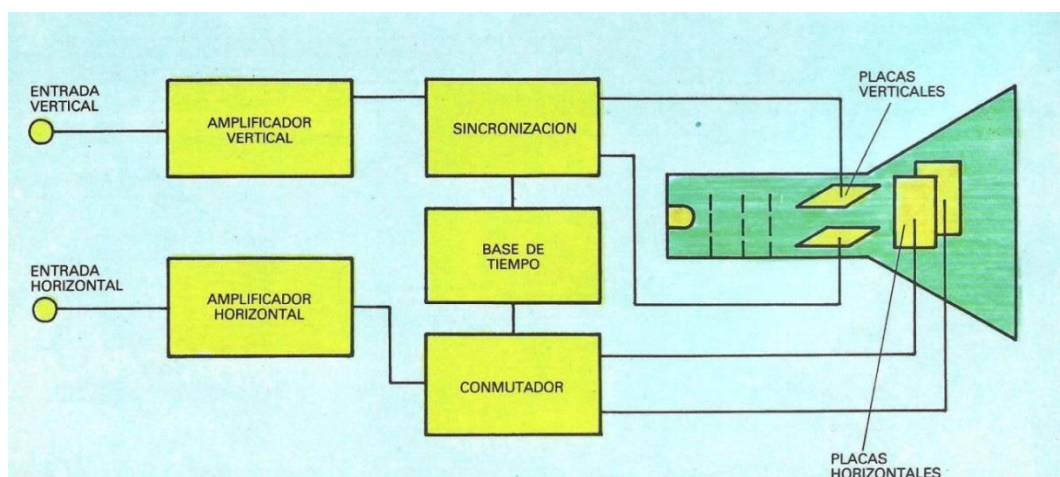 ENTRADA
VERTICAL
AMPLIFICADOR
VERTICAL
SINCRONIZACION
PLACAS
VERTICALES
BASE DE
TIEMPO
ENTRADA
HORIZONTAL
AMPLIFICADOR
HORIZONTAL
CONMUTADOR
PLACAS
HORIZONTALES